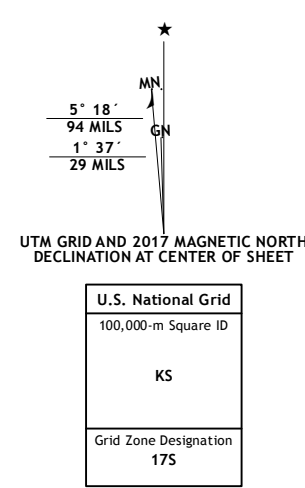 ★
MN.
5° 18´
94 MILS
GN
1° 37´
29 MILS
UTM GRID AND 2017 MAGNETIC NORTH
DECLINATION AT CENTER OF SHEET
U.S. National Grid
100,000-m Square ID
KS
Grid Zone Designation
17S